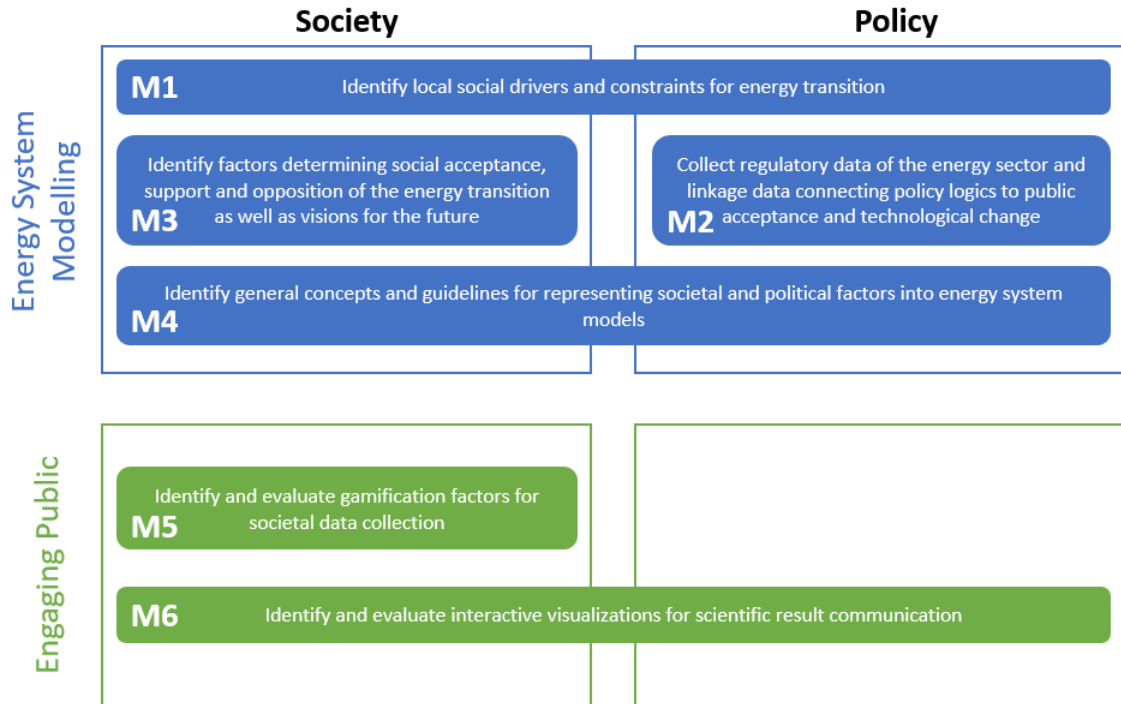 Society
Policy
Energy System
Modelling
M1
Identify local social drivers and constraints for energy transition
Identify factors determining social acceptance,
support and opposition of the energy transition
as well as visions for the future
M3
Collect regulatory data of the energy sector and
linkage data connecting policy logics to public
acceptance and technological change
M2
Identify general concepts and guidelines for representing societal and political factors into energy system
models
M4
Engaging Public
Identify and evaluate gamification factors for
societal data collection
M5
M6
Identify and evaluate interactive visualizations for scientific result communication